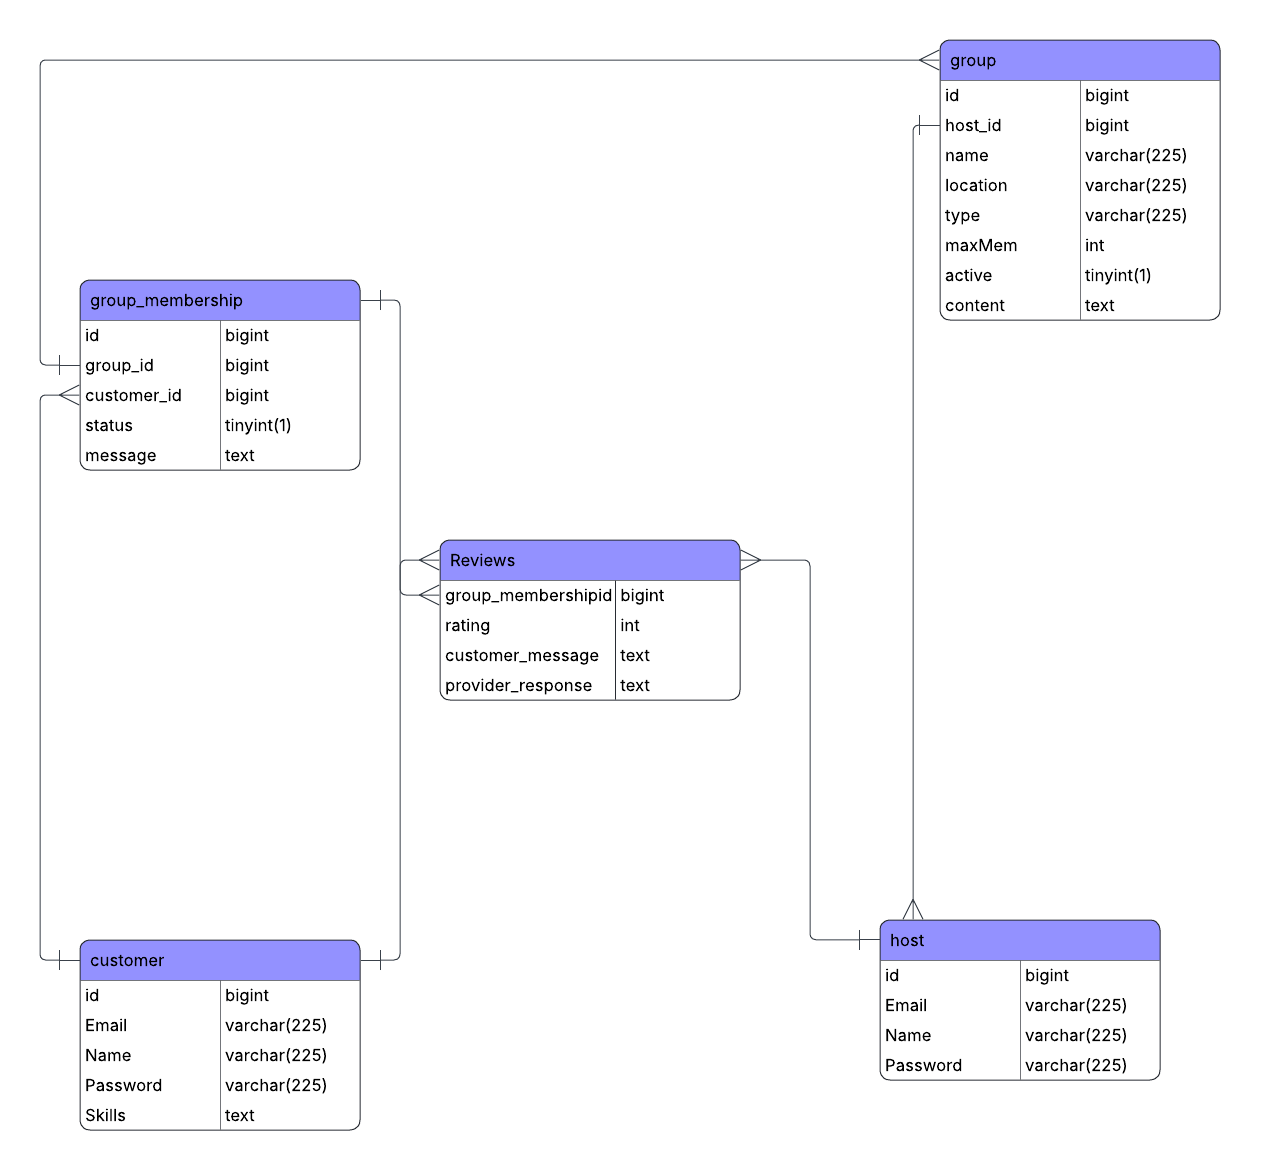 group
id bigint
host_id bigint
name varchar(225)
location varchar(225)
type varchar(225)
maxMem int
active tinyint(1)
content text
group_membership
id bigint
group_id bigint
customer_id bigint
status tinyint(1)
message text
Reviews
group_membershipid bigint
rating int
customer_message text
provider_response text
customer
id bigint
Email varchar(225)
Name varchar(225)
Password varchar(225)
Skills text
host
id bigint
Email varchar(225)
Name varchar(225)
Password varchar(225)